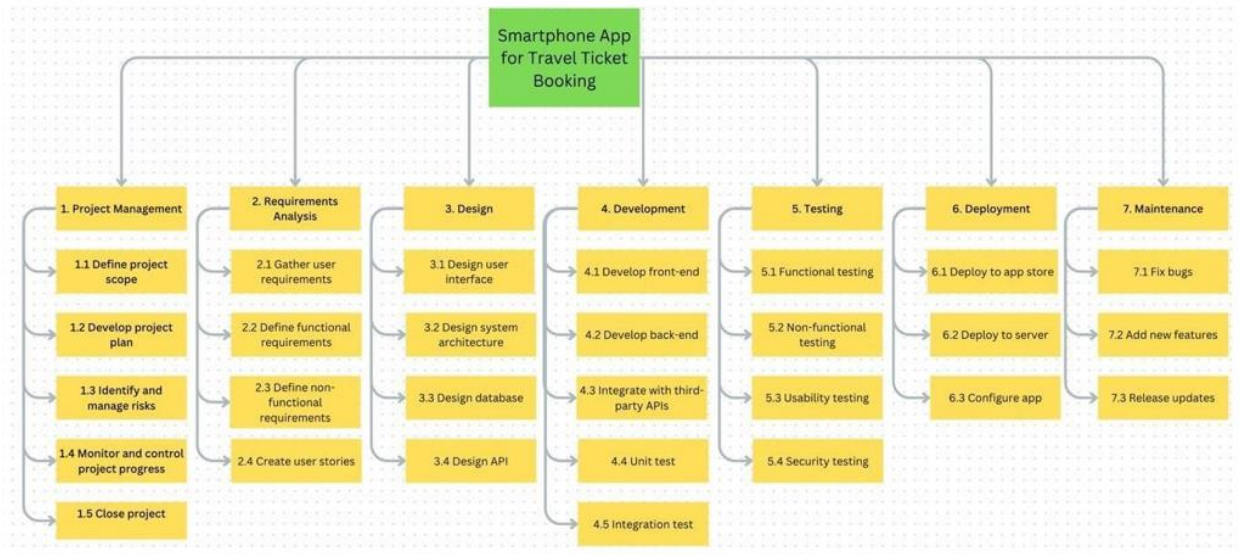 Smartphone App
for Travel Ticket
Booking
1. Project Management
1.1 Define project
scope
1.2 Develop project
plan
1.3 Identify and
manage risks
1.4 Monitor and control
project progress
1.5 Close project
2. Requirements
Analysis
2.1 Gather user
requirements
2.2 Define functional
requirements
2.3 Define non-
functional
requirements
2.4 Create user stories
3. Design
3.1 Design user
interface
3.2 Design system
architecture
3.3 Design database
3.4 Design API
4. Development
4.1 Develop front-end
4.2 Develop back-end
4.3 Integrate with third-
party APIs
4.4 Unit test
4.5 Integration test
5. Testing
5.1 Functional testing
5.2 Non-functional
testing
5.3 Usability testing
5.4 Security testing
6. Deployment
6.1 Deploy to app store
6.2 Deploy to server
6.3 Configure app
7. Maintenance
7.1 Fix bugs
7.2 Add new features
7.3 Release updates